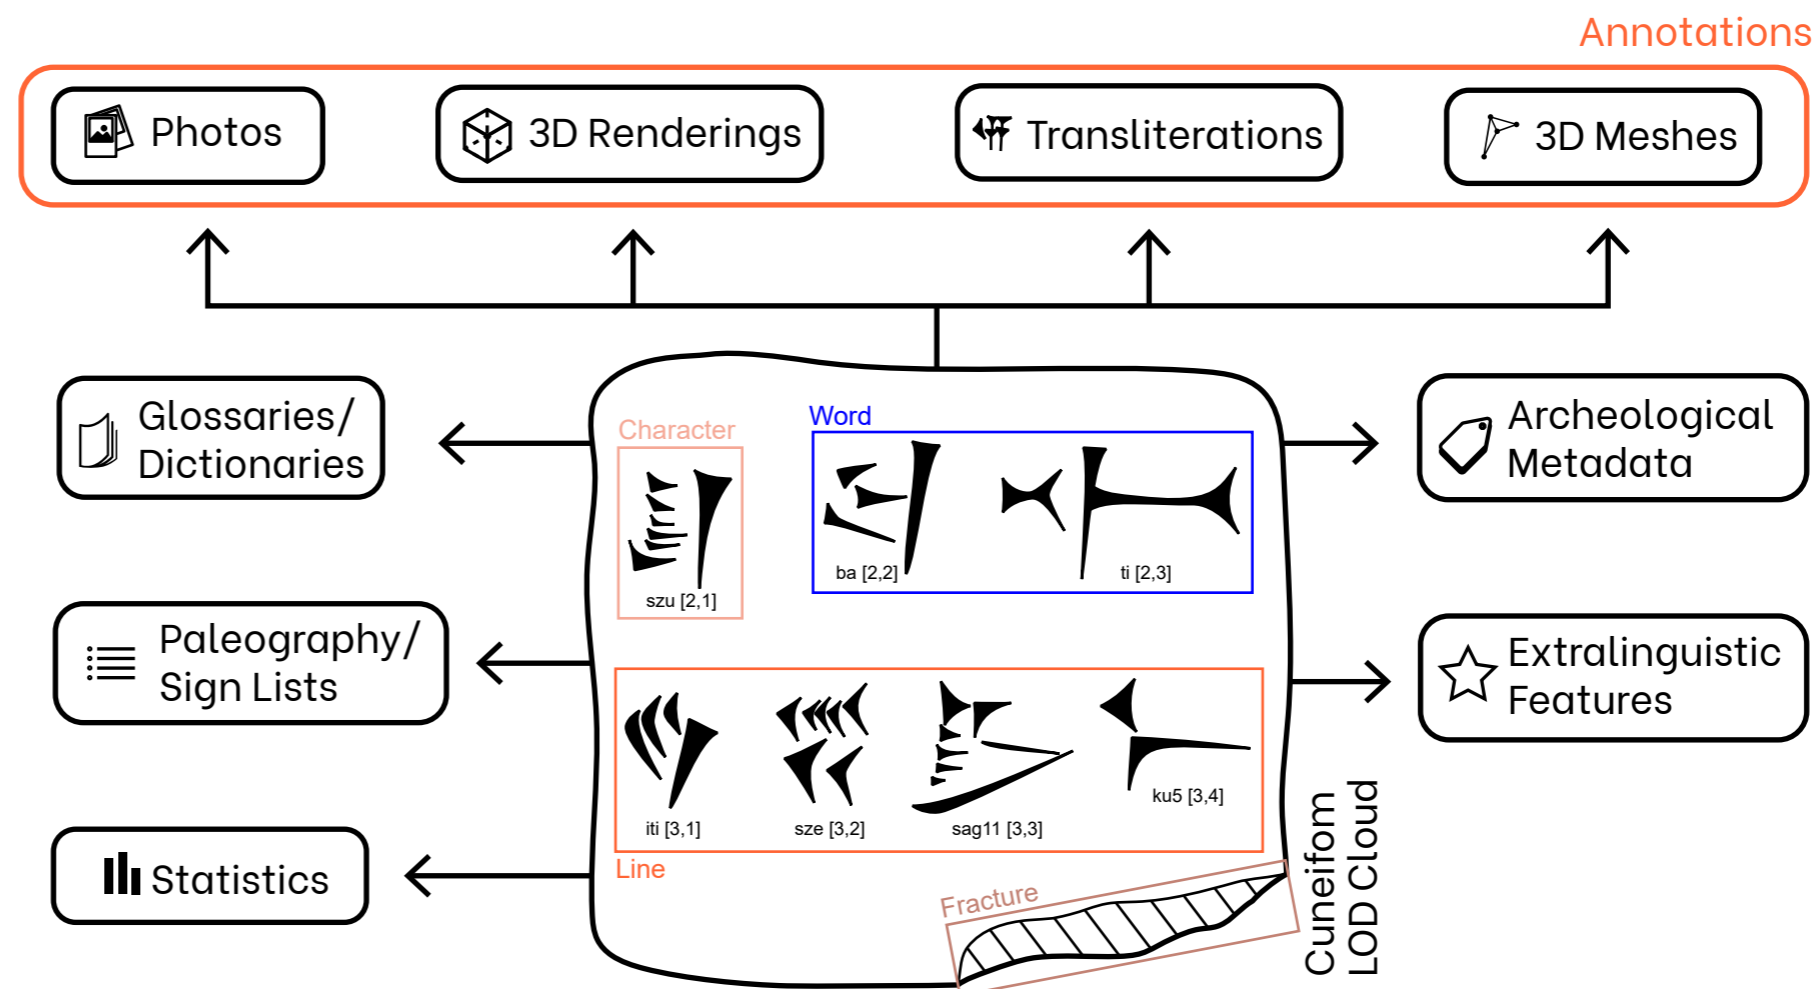 Annotations
Photos
3D Renderings
Transliterations
3D Meshes
Glossaries/
Dictionaries
Archeological
Metadata
Character
Word
szu [2,1]
ba [2,2]
ti [2,3]
Paleography/
Sign Lists
Extralinguistic
Features
iti [3,1]
sze [3,2]
sag11 [3,3]
ku5 [3,4]
Line
Statistics
Fracture
Cuneifom
LOD Cloud